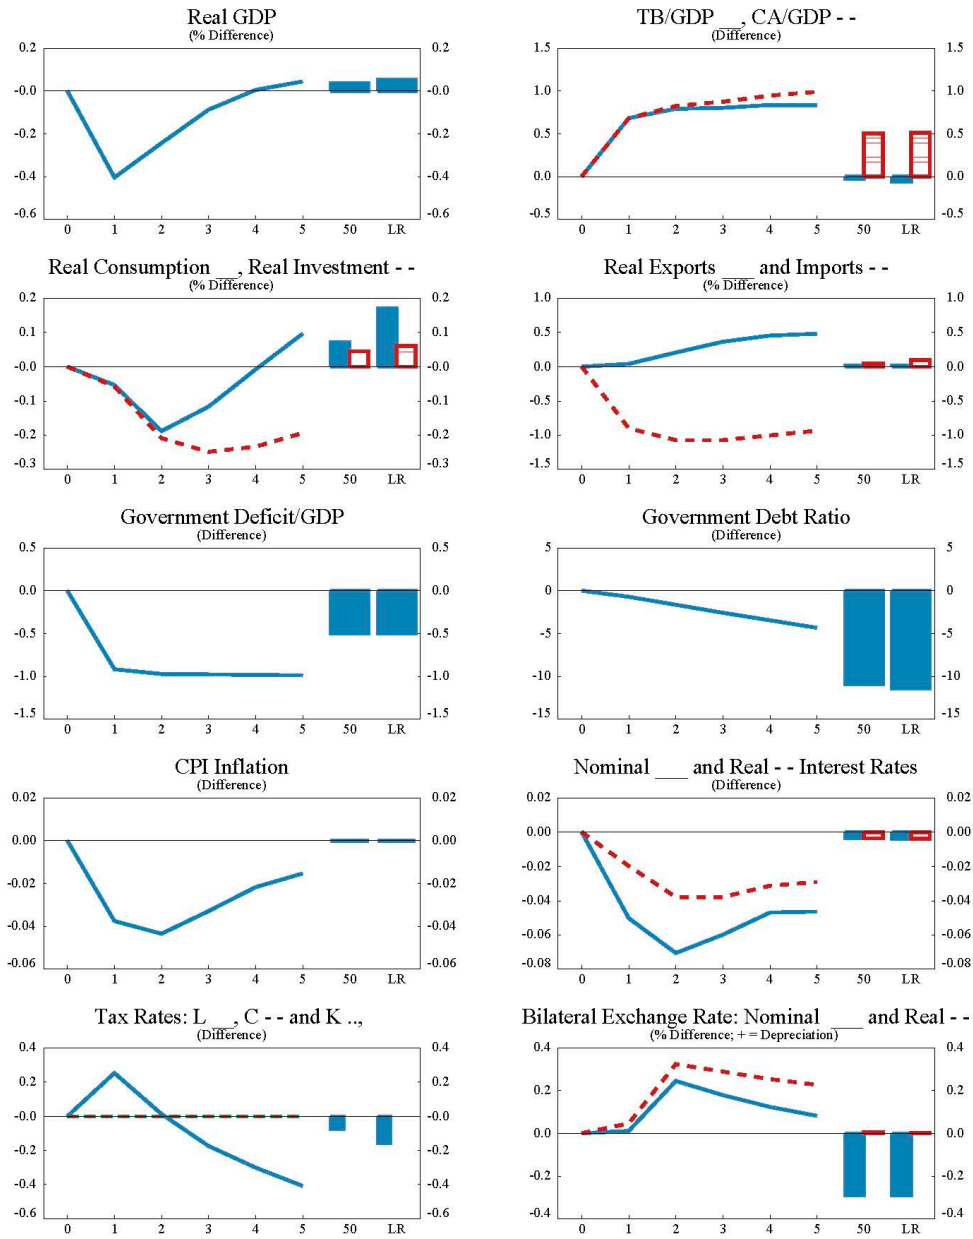 Real GDP
(% Difference)
0.2 0.2
-0.0 0.0
-0.2 -0.2
-0.4 -0.4
-0.6 -0.6
0 1 2 3 4 5 50 LR
TB/GDP __, CA/GDP - -
(Difference)
1.5 1.5
1.0 1.0
0.5 0.5
0.0 0.0
-0.5 -0.5
0 1 2 3 4 5 50 LR
Real Consumption __, Real Investment - -
(% Difference)
0.2 0.2
0.1 0.1
-0.0 0.0
-0.1 -0.1
-0.2 -0.2
-0.3 -0.3
0 1 2 3 4 5 50 LR
Real Exports ___ and Imports - -
(% Difference)
1.0 1.0
0.5 0.5
0.0 0.0
-0.5 -0.5
-1.0 -1.0
-1.5 -1.5
0 1 2 3 4 5 50 LR
Government Deficit/GDP
(Difference)
0.5 0.5
0.0 0.0
-0.5 -0.5
-1.0 -1.0
-1.5 -1.5
0 1 2 3 4 5 50 LR
Government Debt Ratio
(Difference)
5 5
0 0
-5 -5
-10 -10
-15 -15
0 1 2 3 4 5 50 LR
CPI Inflation
(Difference)
0.02 0.02
0.00 0.00
-0.02 -0.02
-0.04 -0.04
-0.06 -0.06
0 1 2 3 4 5 50 LR
Nominal ___ and Real - - Interest Rates
(Difference)
0.02 0.02
0.00 0.00
-0.02 -0.02
-0.04 -0.04
-0.06 -0.06
-0.08 -0.08
0 1 2 3 4 5 50 LR
Tax Rates: L __, C - - and K ..,
(Difference)
0.4 0.4
0.2 0.2
-0.0 0.0
-0.2 -0.2
-0.4 -0.4
-0.6 -0.6
0 1 2 3 4 5 50 LR
Bilateral Exchange Rate: Nominal ___ and Real - -
(% Difference; + = Depreciation)
0.4 0.4
0.2 0.2
0.0 0.0
-0.2 -0.2
-0.4 -0.4
0 1 2 3 4 5 50 LR